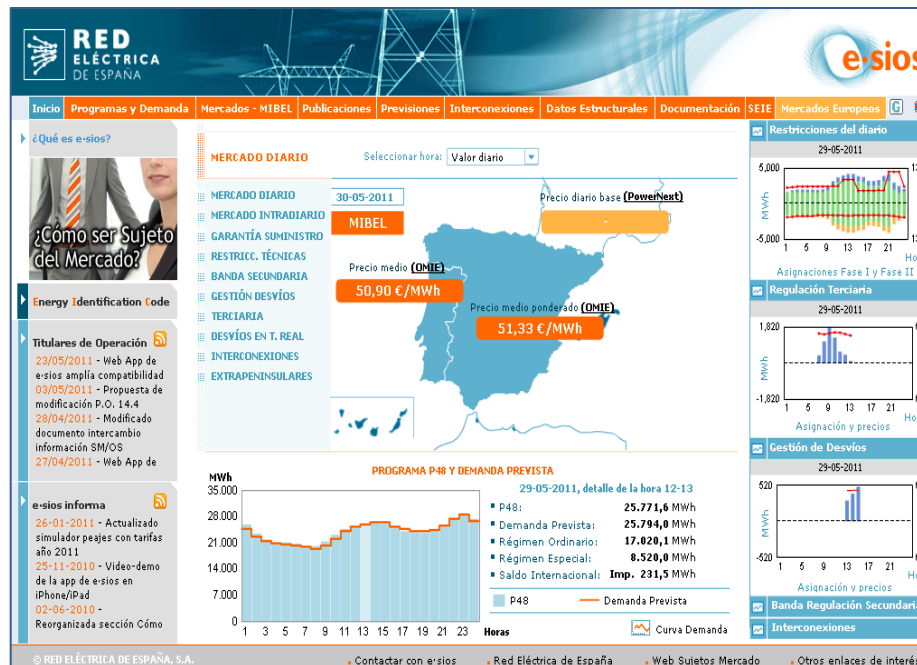 RED
ELÉCTRICA
DE ESPAÑA
e·sios
Inicio Programas y Demanda Mercados - MIBEL Publicaciones Previsiones Interconexiones Datos Estructurales Documentación SEIE Mercados Europeos G
¿Qué es e·sios?
¿Cómo ser Sujeto
del Mercado?
Energy Identification Code
Titulares de Operación
23/05/2011 - Web App de
e·sios amplía compatibilidad
03/05/2011 - Propuesta de
modificación P.O. 14.4
28/04/2011 - Modificado
documento intercambio
información SM/OS
27/04/2011 - Web App de
e·sios informa
26-01-2011 - Actualizado
simulador peajes con tarifas
año 2011
25-11-2010 - Video-demo
de la app de e·sios en
iPhone/iPad
02-06-2010 -
Reorganizada sección Cómo
MERCADO DIARIO
Seleccionar hora: Valor diario
MERCADO DIARIO
MERCADO INTRADIARIO
GARANTÍA SUMINISTRO
RESTRICC. TÉCNICAS
BANDA SECUNDARIA
GESTIÓN DESVÍOS
TERCIARIA
DESVÍOS EN T. REAL
INTERCONEXIONES
EXTRAPENINSULARES
30-05-2011
MIBEL
Precio diario base (PowerNext)
-
Precio medio (OMIE)
50,90 €/MWh
Precio medio ponderado (OMIE)
51,33 €/MWh
PROGRAMA P48 Y DEMANDA PREVISTA
MWh
35.000
28.000
21.000
14.000
7.000
0
1 3 5 7 9 11 13 15 17 19 21 23 Horas
29-05-2011, detalle de la hora 12-13
P48: 25.771,6 MWh
Demanda Prevista: 25.794,0 MWh
Régimen Ordinario: 17.020,1 MWh
Régimen Especial: 8.520,0 MWh
Saldo Internacional: Imp. 231,5 MWh
P48 Demanda Prevista
Curva Demanda
Restricciones del diario
29-05-2011
5,000
MWh
-5,000
1 5 9 13 17 21
Ho
Asignaciones Fase I y Fase II
Regulación Terciaria
29-05-2011
1,820
MWh
-1,820
1 5 9 13 17 21
Ho
Asignación y precios
Gestión de Desvíos
29-05-2011
520
MWh
-520
1 5 9 13 17 21
Ho
Asignación y precios
Banda Regulación Secundaria
Interconexiones
© RED ELÉCTRICA DE ESPAÑA, S.A. Contactar con e·sios Red Eléctrica de España Web Sujetos Mercado Otros enlaces de interés